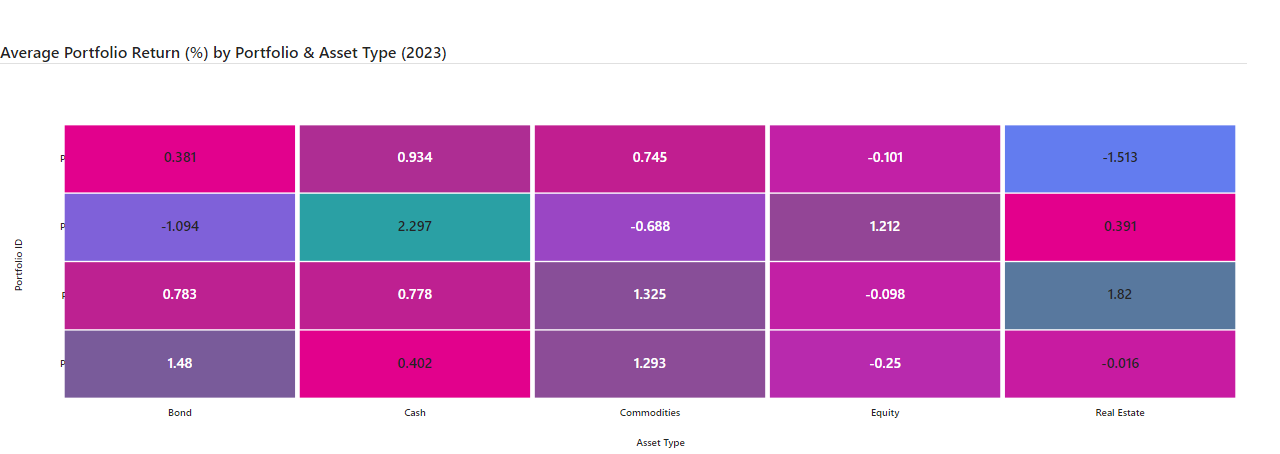 Average Portfolio Return (%) by Portfolio & Asset Type (2023)
0.381 0.934 0.745 -0.101 -1.513
-1.094 2.297 -0.688 1.212 0.391
Portfolio ID
0.783 0.778 1.325 -0.098 1.82
1.48 0.402 1.293 -0.25 -0.016
Bond Cash Commodities Equity Real Estate
Asset Type